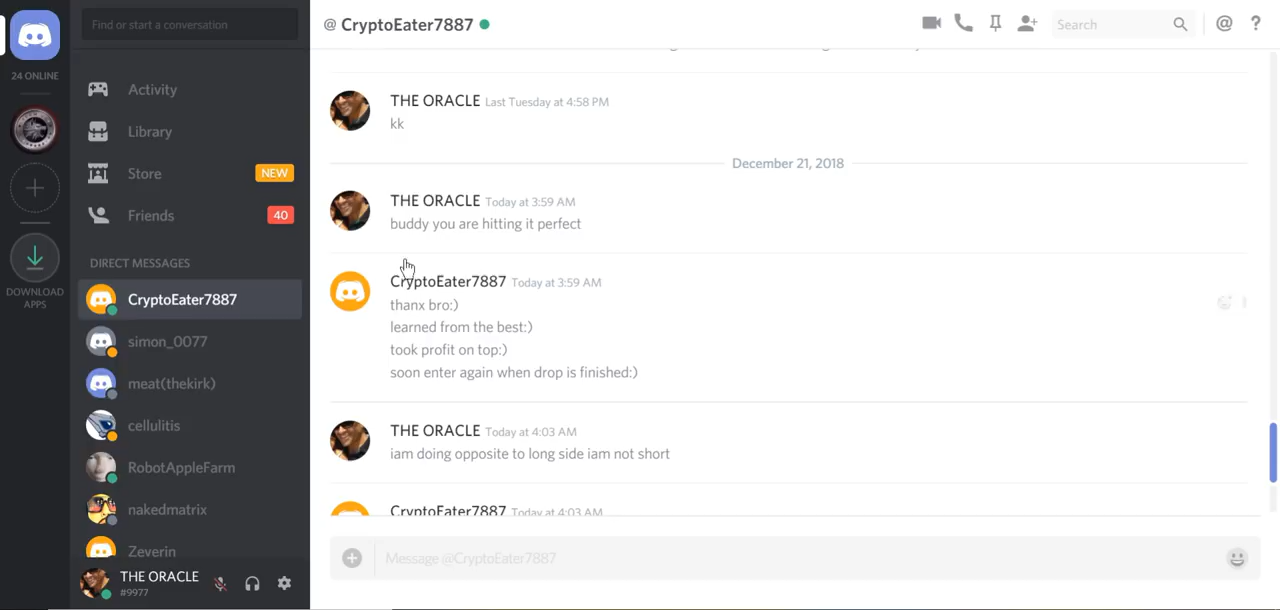 Find or start a conversation
@ CryptoEater7887
Search
@
?
24 ONLINE
Activity
Library
Store NEW
Friends 40
DIRECT MESSAGES
CryptoEater7887
simon_0077
meat(thekirk)
cellulitis
RobotAppleFarm
nakedmatrix
Zeverin
DOWNLOAD
APPS
THE ORACLE
#9977
THE ORACLE Last Tuesday at 4:58 PM
kk
December 21, 2018
THE ORACLE Today at 3:59 AM
buddy you are hitting it perfect
CryptoEater7887 Today at 3:59 AM
thanx bro:)
learned from the best:)
took profit on top:)
soon enter again when drop is finished:)
THE ORACLE Today at 4:03 AM
iam doing opposite to long side iam not short
CryptoEater7887 Today at 4:03 AM
Message @CryptoEater7887